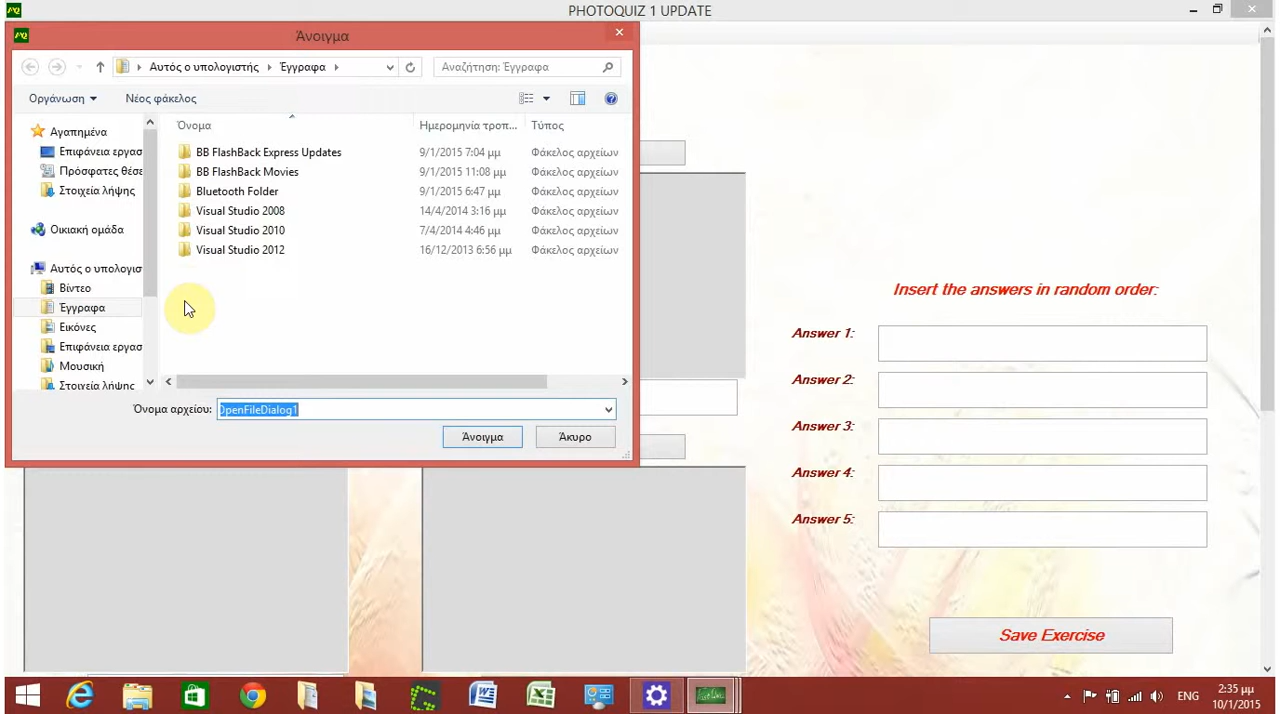 PHOTOQUIZ 1 UPDATE
Άνοιγμα
Αυτός ο υπολογιστής
Έγγραφα
Αναζήτηση: Έγγραφα
Οργάνωση
Νέος φάκελος
Όνομα
Ημερομηνία τροπ...
Τύπος
Αγαπημένα
Επιφάνεια εργασ
Πρόσφατες θέσε
Στοιχεία λήψης
Οικιακή ομάδα
Αυτός ο υπολογισ
Βίντεο
Έγγραφα
Εικόνες
Επιφάνεια εργασ
Μουσική
Στοιχεία λήψης
BB FlashBack Express Updates 9/1/2015 7:04 μμ Φάκελος αρχείων
BB FlashBack Movies 9/1/2015 11:08 μμ Φάκελος αρχείων
Bluetooth Folder 9/1/2015 6:47 μμ Φάκελος αρχείων
Visual Studio 2008 14/4/2014 3:16 μμ Φάκελος αρχείων
Visual Studio 2010 7/4/2014 4:46 μμ Φάκελος αρχείων
Visual Studio 2012 16/12/2013 6:56 μμ Φάκελος αρχείων
Όνομα αρχείου: OpenFileDialog1
Άνοιγμα
Άκυρο
Insert the answers in random order:
Answer 1:
Answer 2:
Answer 3:
Answer 4:
Answer 5:
Save Exercise
ENG
2:35 μμ
10/1/2015